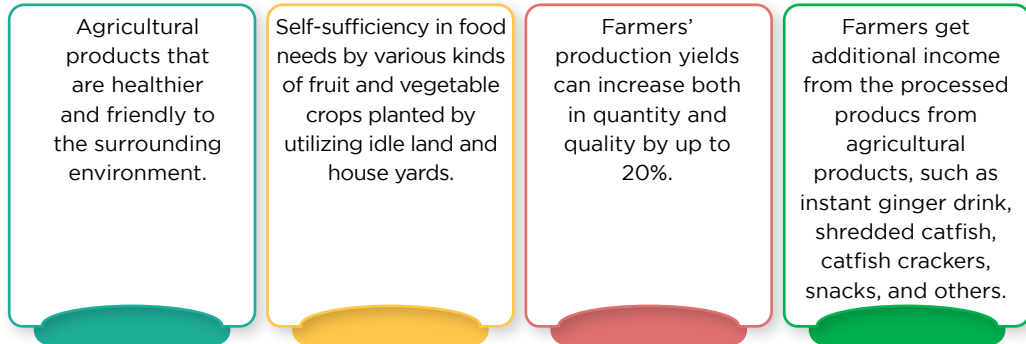 Agricultural
products that
are healthier
and friendly to
the surrounding
environment.
Self-sufficiency in food
needs by various kinds
of fruit and vegetable
crops planted by
utilizing idle land and
house yards.
Farmers’
production yields
can increase both
in quantity and
quality by up to
20%.
Farmers get
additional income
from the processed
producs from
agricultural
products, such as
instant ginger drink,
shredded catfish,
catfish crackers,
snacks, and others.